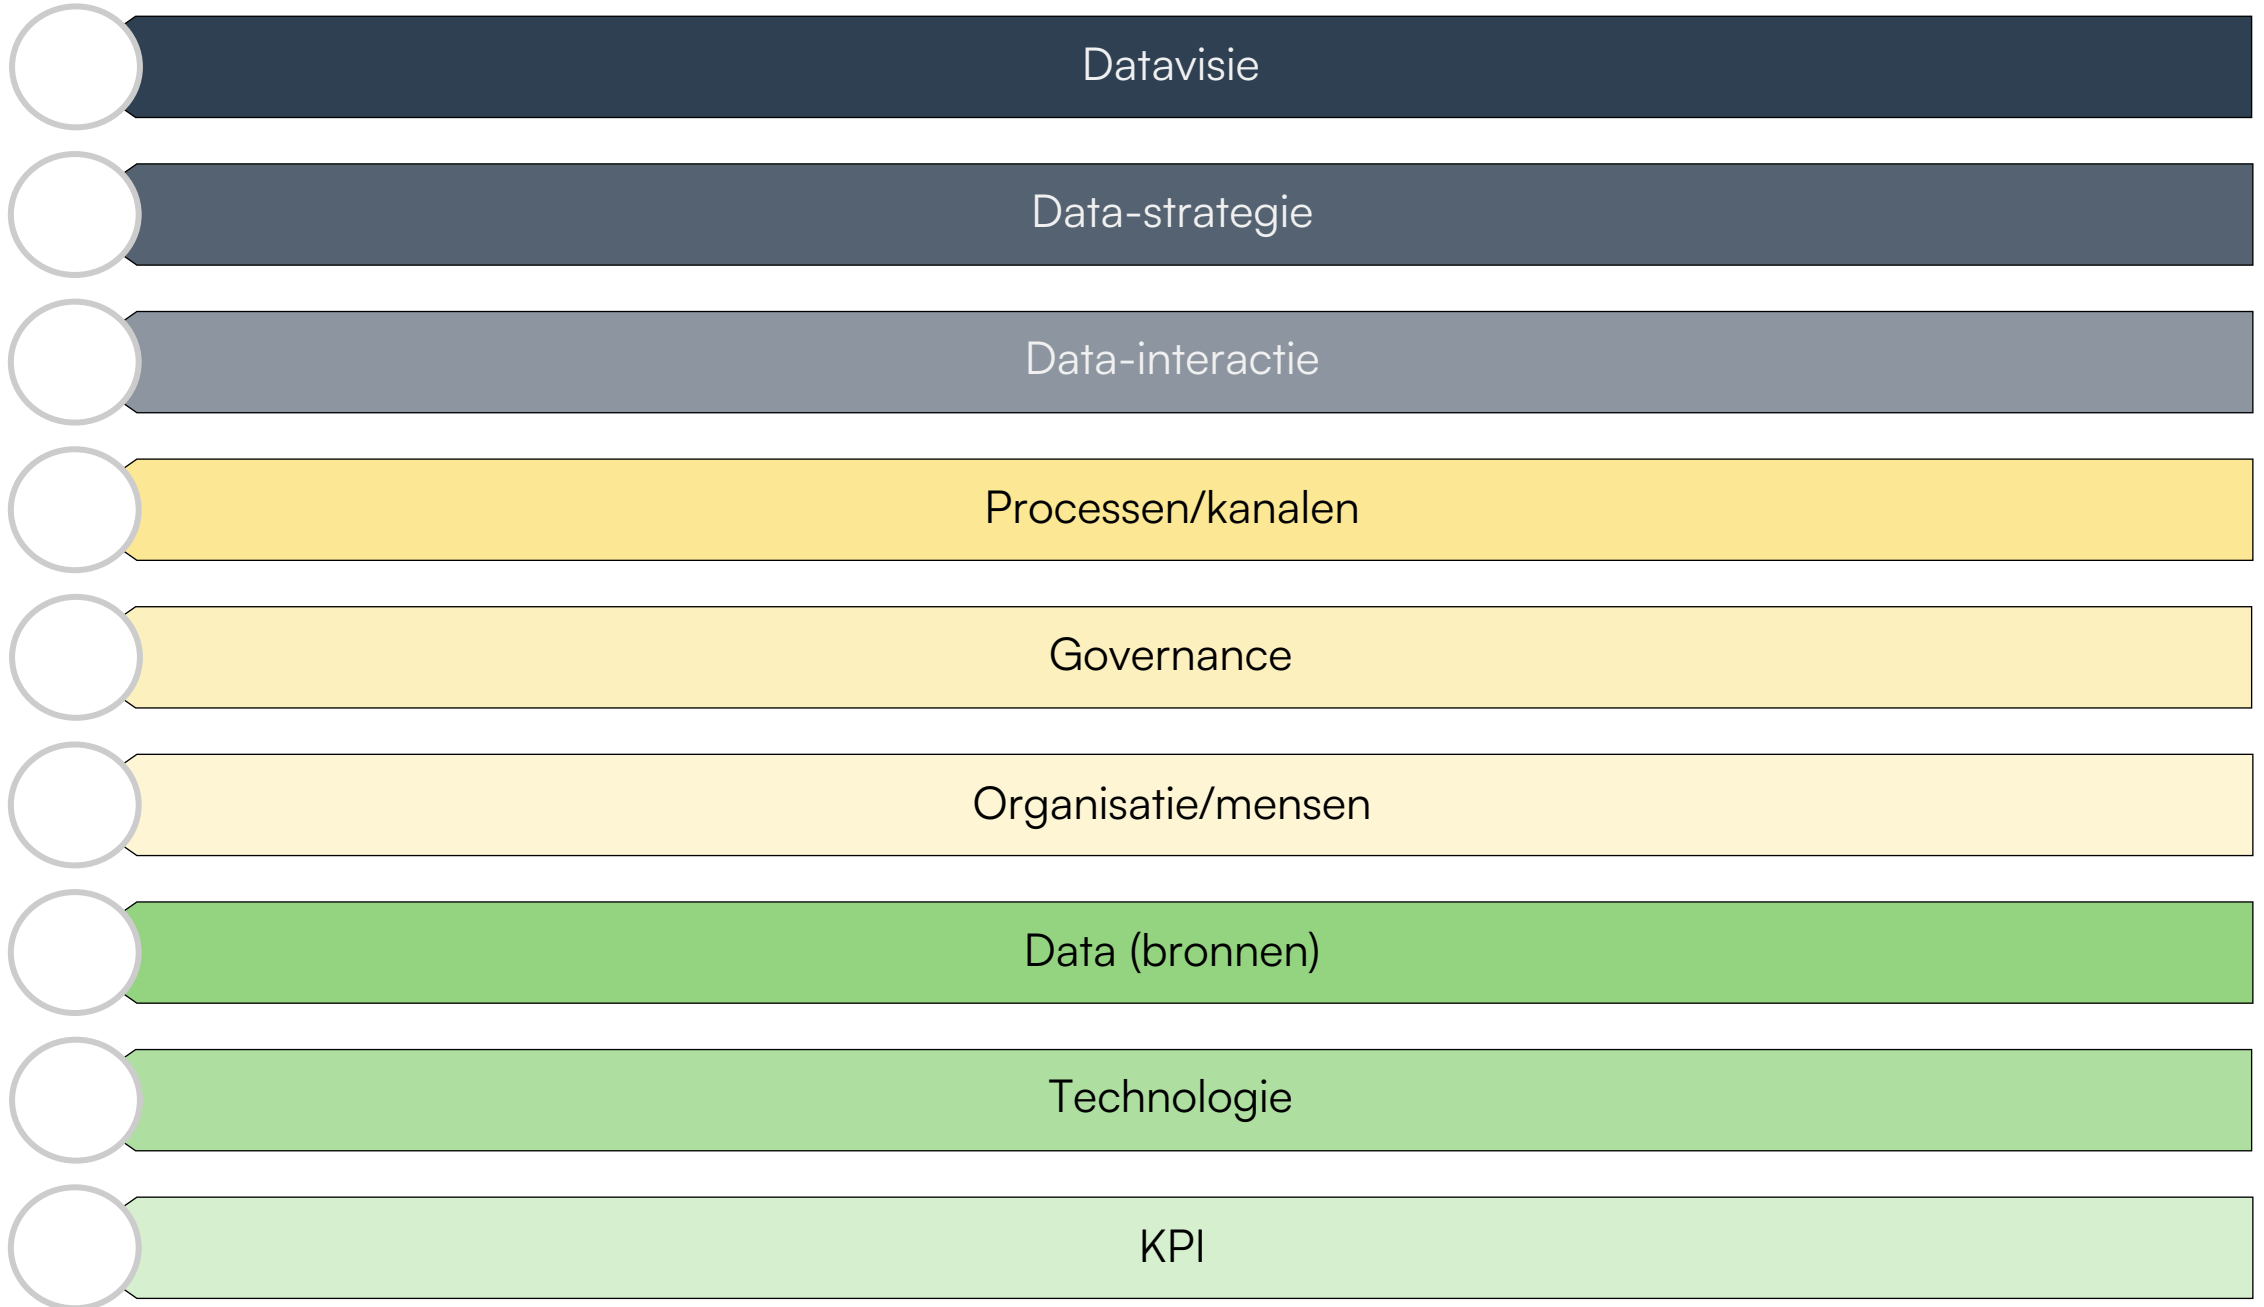 Datavisie
Data-strategie
Data-interactie
Processen/kanalen
Governance
Organisatie/mensen
Data (bronnen)
Technologie
KPI